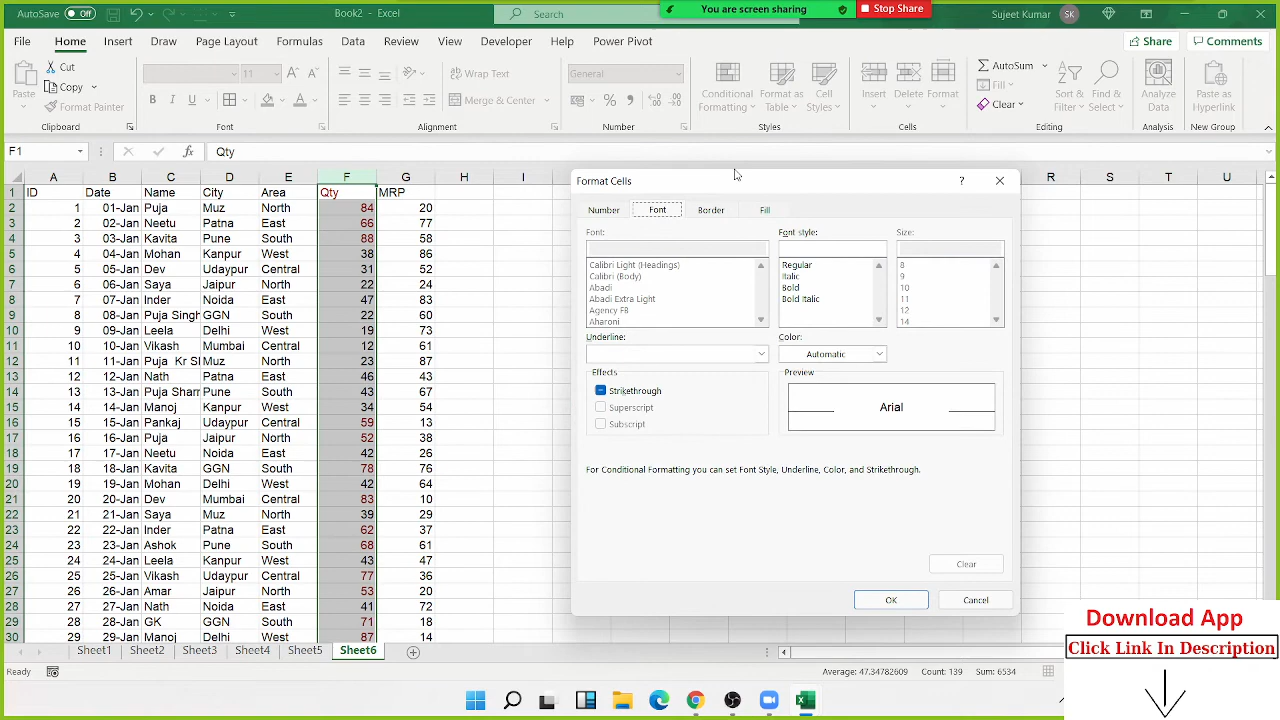 AutoSave Off Book2 - Excel Search You are screen sharing Stop Share Sujeet Kumar SK
File Home Insert Draw Page Layout Formulas Data Review View Developer Help Power Pivot Share Comments
Paste Cut Copy Format Painter
Clipboard
11
B I U A
Font
Wrap Text
Merge & Center
Alignment
General
%
Number
Conditional Formatting Format as Table Cell Styles
Styles
Insert Delete Format
Cells
AutoSum Fill Clear Sort & Filter Find & Select
Editing
Analyze Data
Analysis
Paste as Hyperlink
New Group
F1 fx Qty
A B C D E F G H I R S T U
1 ID Date Name City Area Qty MRP
2 1 01-Jan Puja Muz North 84 20
3 2 02-Jan Neetu Patna East 66 77
4 3 03-Jan Kavita Pune South 88 58
5 4 04-Jan Mohan Kanpur West 38 86
6 5 05-Jan Dev Udaypur Central 31 52
7 6 06-Jan Saya Jaipur North 22 24
8 7 07-Jan Inder Noida East 47 83
9 8 08-Jan Puja Singh GGN South 22 60
10 9 09-Jan Leela Delhi West 19 73
11 10 10-Jan Vikash Mumbai Central 12 61
12 11 11-Jan Puja Kr Muz North 23 87
13 12 12-Jan Nath Patna East 46 43
14 13 13-Jan Puja Sharr Pune South 43 67
15 14 14-Jan Manoj Kanpur West 34 54
16 15 15-Jan Pankaj Udaypur Central 59 13
17 16 16-Jan Puja Jaipur North 52 38
18 17 17-Jan Neetu Noida East 42 26
19 18 18-Jan Kavita GGN South 78 76
20 19 19-Jan Mohan Delhi West 42 64
21 20 20-Jan Dev Mumbai Central 83 10
22 21 21-Jan Saya Muz North 39 29
23 22 22-Jan Inder Patna East 62 37
24 23 23-Jan Ashok Pune South 68 61
25 24 24-Jan Leela Kanpur West 43 47
26 25 25-Jan Vikash Udaypur Central 77 36
27 26 26-Jan Amar Jaipur North 53 20
28 27 27-Jan Nath Noida East 41 72
29 28 28-Jan GK GGN South 71 18
30 29 29-Jan Manoj Delhi West 87 14
Format Cells ?
Number Font Border Fill
Font: Font style: Size:
Calibri Light (Headings) Regular 8
Calibri (Body) Italic 9
Abadi Bold 10
Abadi Extra Light Bold Italic 11
Agency FB 12
Aharoni 14
Underline: Color:
Automatic
Effects Preview
Strikethrough
Superscript
Subscript
Arial
For Conditional Formatting you can set Font Style, Underline, Color, and Strikethrough.
Clear
OK Cancel
Sheet1 Sheet2 Sheet3 Sheet4 Sheet5 Sheet6
Ready Average: 47.34782609 Count: 139 Sum: 6534
Download App
Click Link In Description